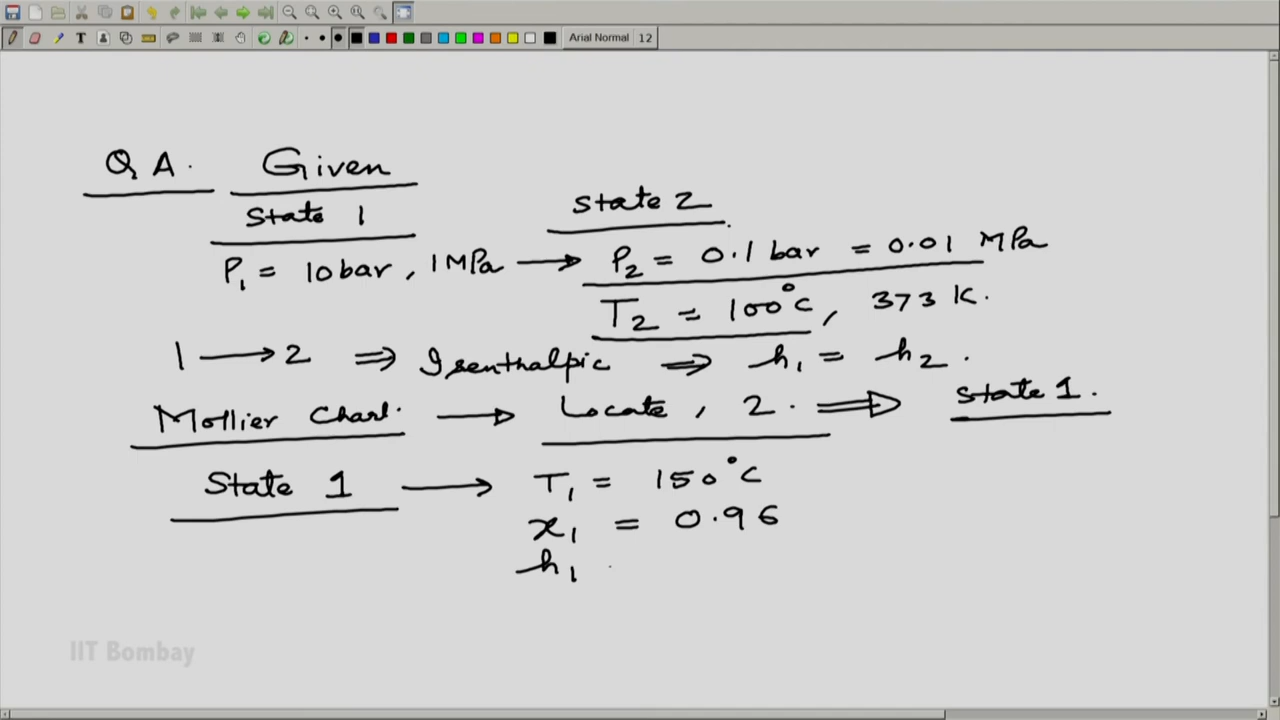 Arial Normal 12
Q A. Given
State 1
State 2
P1 = 10 bar, 1 MPa → P2 = 0.1 bar = 0.01 MPa
T2 = 100°C, 373 K.
1 → 2 ⇒ Isenthalpic ⇒ h1 = h2.
Mollier Chart. → Locate, 2. ⇒ State 1.
State 1 → T1 = 150°C
x1 = 0.96
h1
IIT Bombay